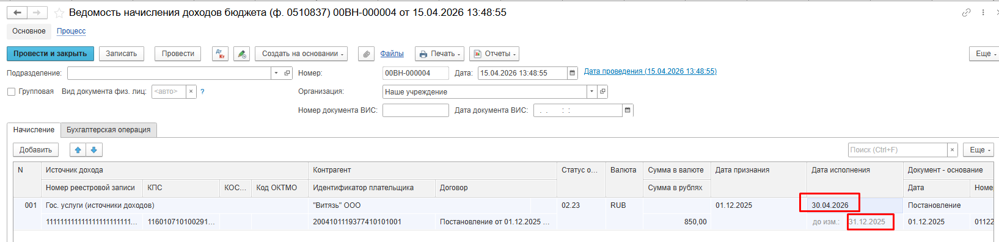 Ведомость начисления доходов бюджета (ф. 0510837) 00ВН-000004 от 15.04.2026 13:48:55
Основное Процесс
Провести и закрыть Записать Провести Дт Кт Создать на основании Файлы Печать Отчеты Еще
Подразделение: Номер: 00ВН-000004 Дата: 15.04.2026 13:48:55 Дата проведения (15.04.2026 13:48:55)
Групповая Вид документа физ. лиц: <авто> × ? Организация: Наше учреждение
Номер документа ВИС: Дата документа ВИС: . . : :
Начисление Бухгалтерская операция
Добавить Поиск (Ctrl+F) × Еще
N Источник дохода Контрагент Статус о... Валюта Сумма в валюте Дата признания Дата исполнения Документ - основание
Номер реестровой записи КПС КОС... Код ОКТМО Идентификатор плательщика Договор Сумма в рублях Дата Номе
001 Гос. услуги (источники доходов) "Витязь" ООО 02.23 RUB 01.12.2025 30.04.2026 Постановление
116010710100291... 2004101119377410101001 Постановление от 01.12.2025 ... 850,00 до изм.: 31.12.2025 01.12.2025 01122